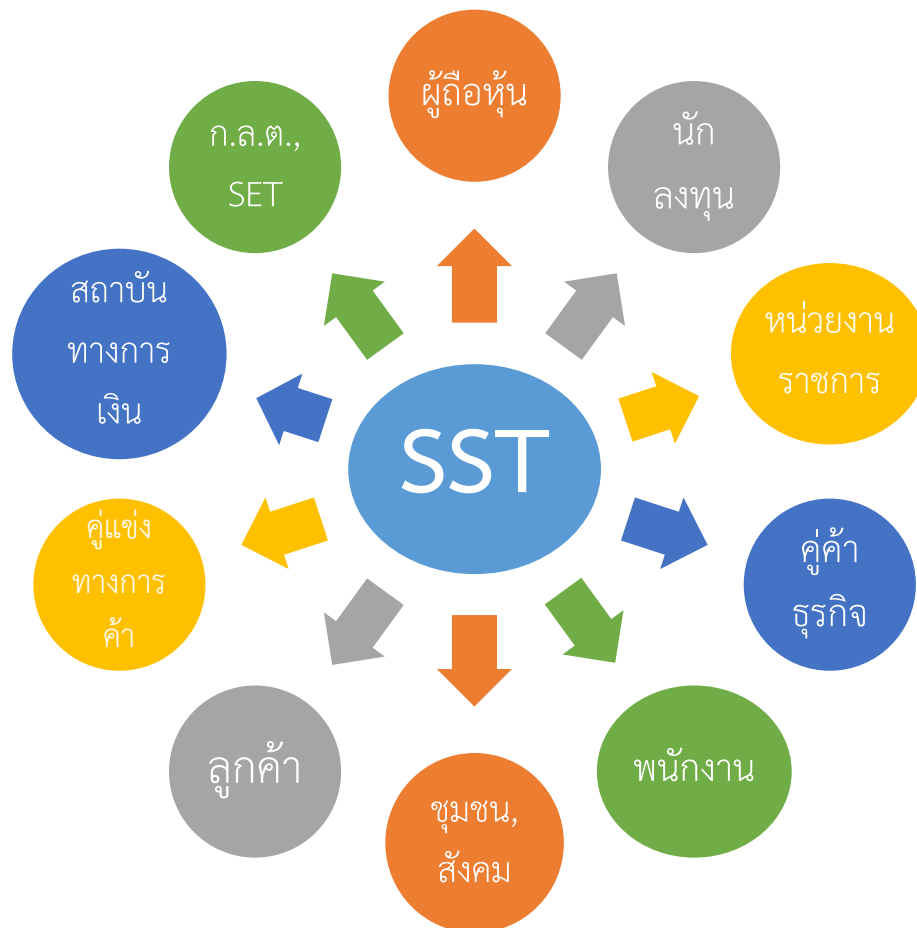 ผู้ถือหุ้น
นัก
ลงทุน
หน่วยงาน
ราชการ
คู่ค้า
ธุรกิจ
พนักงาน
ชุมชน,
สังคม
ลูกค้า
คู่แข่ง
ทางการ
ค้า
สถาบัน
ทางการ
เงิน
ก.ล.ต.,
SET
SST